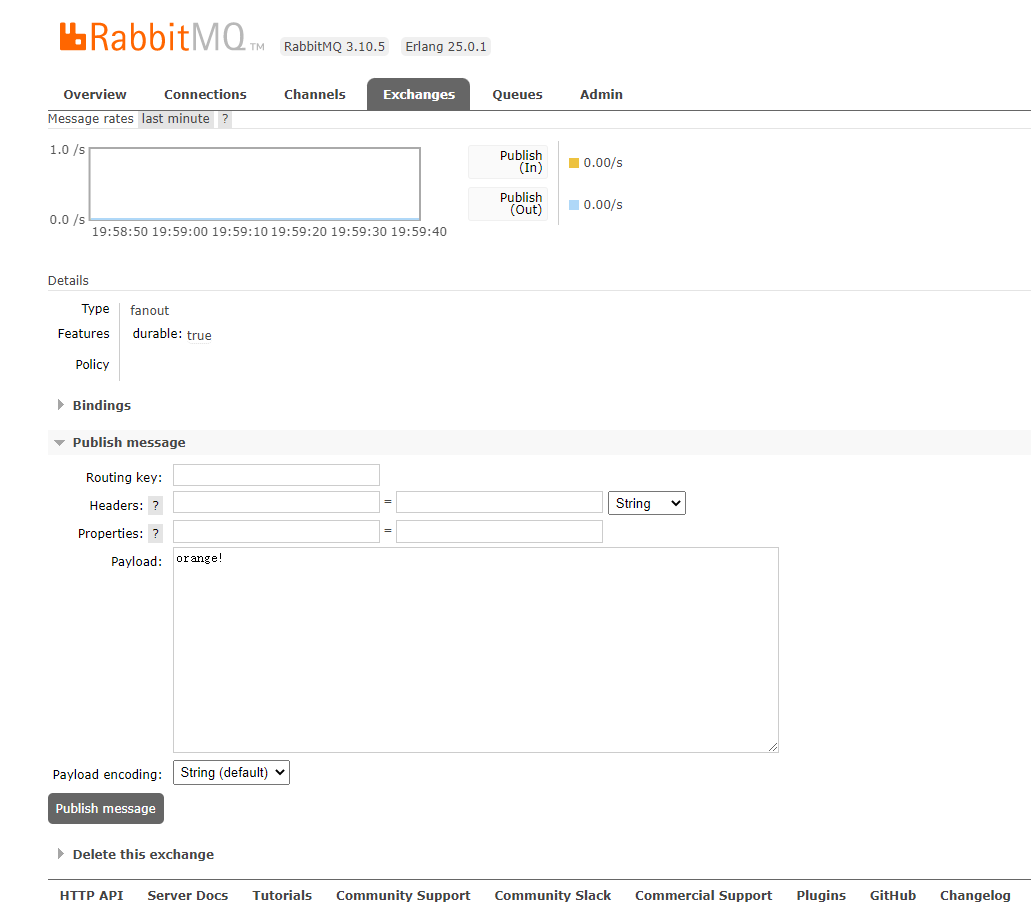 RabbitMQ TM RabbitMQ 3.10.5 Erlang 25.0.1
Overview Connections Channels Exchanges Queues Admin
Message rates last minute ?
1.0 /s
0.0 /s
19:58:50 19:59:00 19:59:10 19:59:20 19:59:30 19:59:40
Publish
(In)
0.00/s
Publish
(Out)
0.00/s
Details
Type fanout
Features durable: true
Policy
Bindings
Publish message
Routing key:
Headers: ? = String
Properties: ? =
Payload: orange!
Payload encoding: String (default)
Publish message
Delete this exchange
HTTP API Server Docs Tutorials Community Support Community Slack Commercial Support Plugins GitHub Changelog